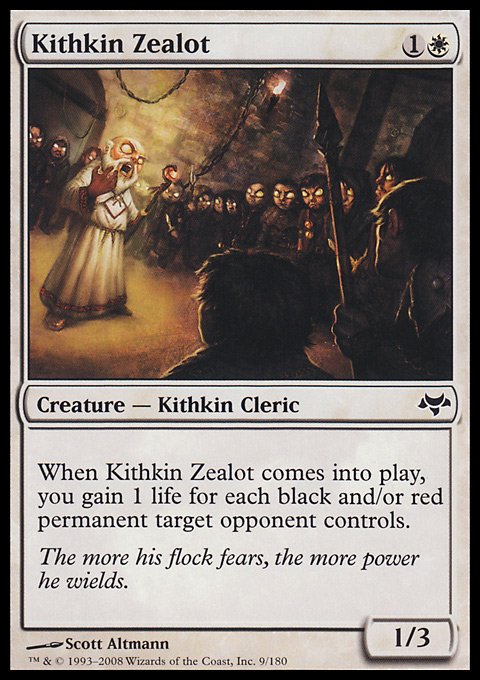 Kithkin Zealot 1
Creature — Kithkin Cleric
When Kithkin Zealot comes into play,
you gain 1 life for each black and/or red
permanent target opponent controls.
The more his flock fears, the more power
he wields.
Scott Altmann
1/3
™ & © 1993–2008 Wizards of the Coast, Inc. 9/180